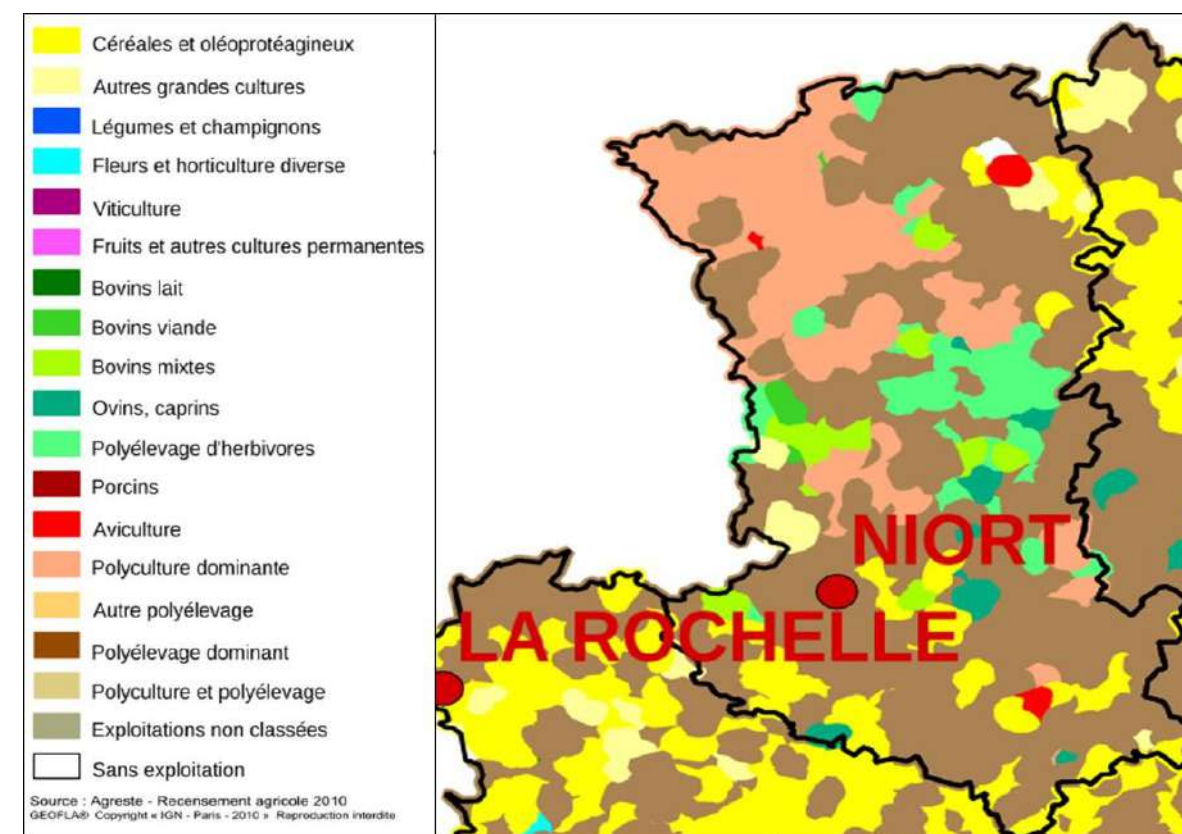 Céréales et oléoprotéagineux
Autres grandes cultures
Légumes et champignons
Fleurs et horticulture diverse
Viticulture
Fruits et autres cultures permanentes
Bovins lait
Bovins viande
Bovins mixtes
Ovins, caprins
Polyélevage d'herbivores
Porcins
Aviculture
Polyculture dominante
Autre polyélevage
Polyélevage dominant
Polyculture et polyélevage
Exploitations non classées
Sans exploitation
Source : Agreste - Recensement agricole 2010
GEOFLA® Copyright « IGN - Paris - 2010 » Reproduction interdite
NIORT
LA ROCHELLE